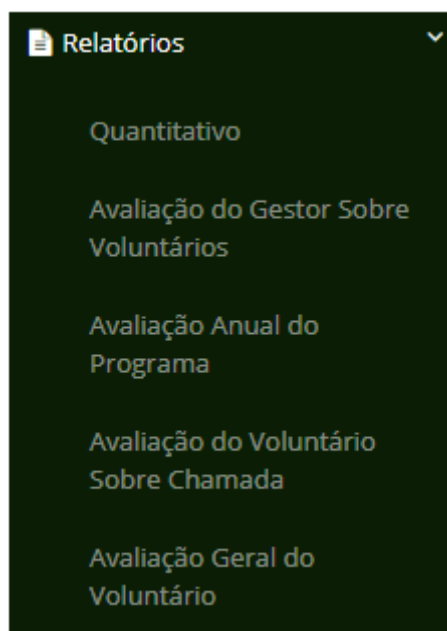 Relatórios
Quantitativo
Avaliação do Gestor Sobre
Voluntários
Avaliação Anual do
Programa
Avaliação do Voluntário
Sobre Chamada
Avaliação Geral do
Voluntário